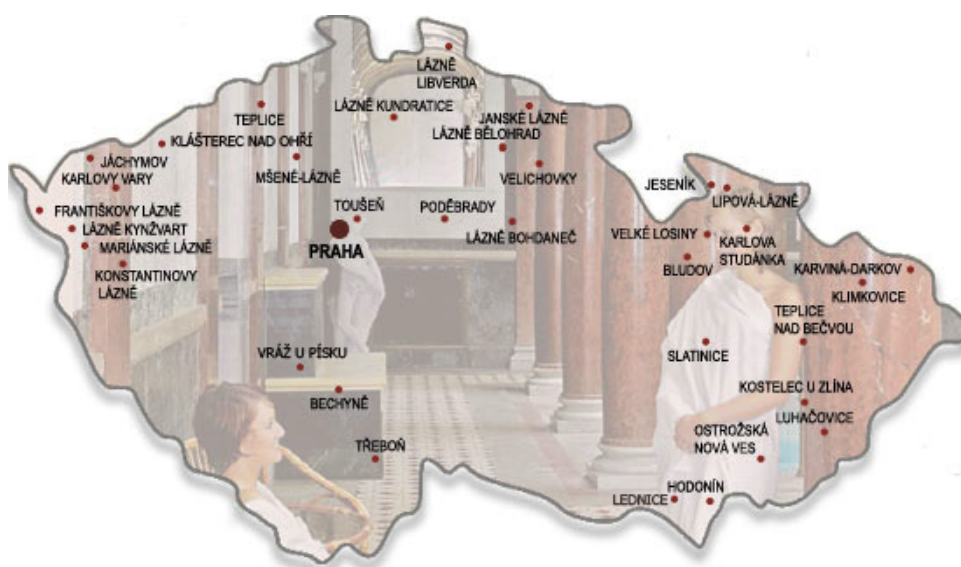 LÁZNĚ
LIBVERDA
LÁZNĚ KUNDRATICE
TEPLICE
JANSKÉ LÁZNĚ
LÁZNĚ BĚLOHRAD
KLÁŠTEREC NAD OHŘÍ
JÁCHYMOV
KARLOVY VARY
MŠENÉ-LÁZNĚ
VELICHOVKY
JESENÍK
LIPOVÁ-LÁZNĚ
FRANTIŠKOVY LÁZNĚ
TOUŠEŇ
PODĚBRADY
LÁZNĚ KYNŽVART
LÁZNĚ BOHDANEČ
VELKÉ LOSINY
KARLOVA
STUDÁNKA
MARIÁNSKÉ LÁZNĚ
PRAHA
BLUDOV
KONSTANTINOVY
LÁZNĚ
KARVINÁ-DARKOV
KLIMKOVICE
TEPLICE
NAD BEČVOU
VRÁŽ U PÍSKU
SLATINICE
BECHYNĚ
KOSTELEC U ZLÍNA
LUHAČOVICE
TŘEBOŇ
OSTROŽSKÁ
NOVÁ VES
HODONÍN
LEDNICE